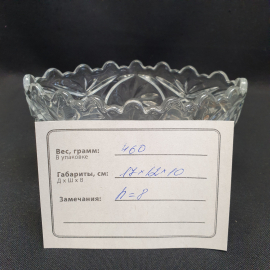 Вес, грамм: 460
В упаковке
Габариты, см: 17×12×10
Д х Ш х В
Замечания: h=8